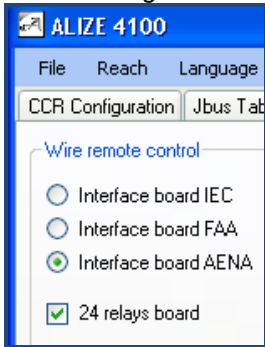 ALIZE 4100
File Reach Language
CCR Configuration Jbus Tab
Wire remote control
Interface board IEC
Interface board FAA
Interface board AENA
24 relays board